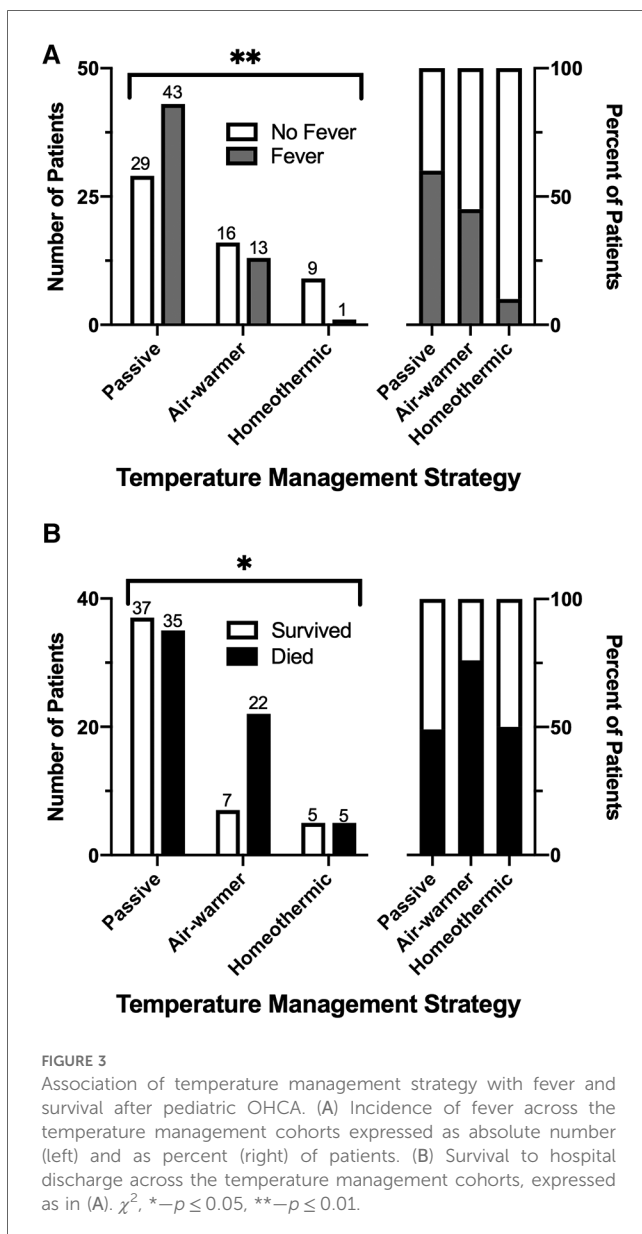 A
**
50
43
No Fever
Fever
29
25
16
13
9
1
0
Number of Patients
100
50
0
Percent of Patients
Passive
Air-warmer
Homeothermic
Passive
Air-warmer
Homeothermic
Temperature Management Strategy
B
*
40
37
35
Survived
Died
22
20
7
5
5
0
Number of Patients
100
50
0
Percent of Patients
Passive
Air-warmer
Homeothermic
Passive
Air-warmer
Homeothermic
Temperature Management Strategy
FIGURE 3
Association of temperature management strategy with fever and
survival after pediatric OHCA. (A) Incidence of fever across the
temperature management cohorts expressed as absolute number
(left) and as percent (right) of patients. (B) Survival to hospital
discharge across the temperature management cohorts, expressed
as in (A). χ², *—p ≤ 0.05, **—p ≤ 0.01.